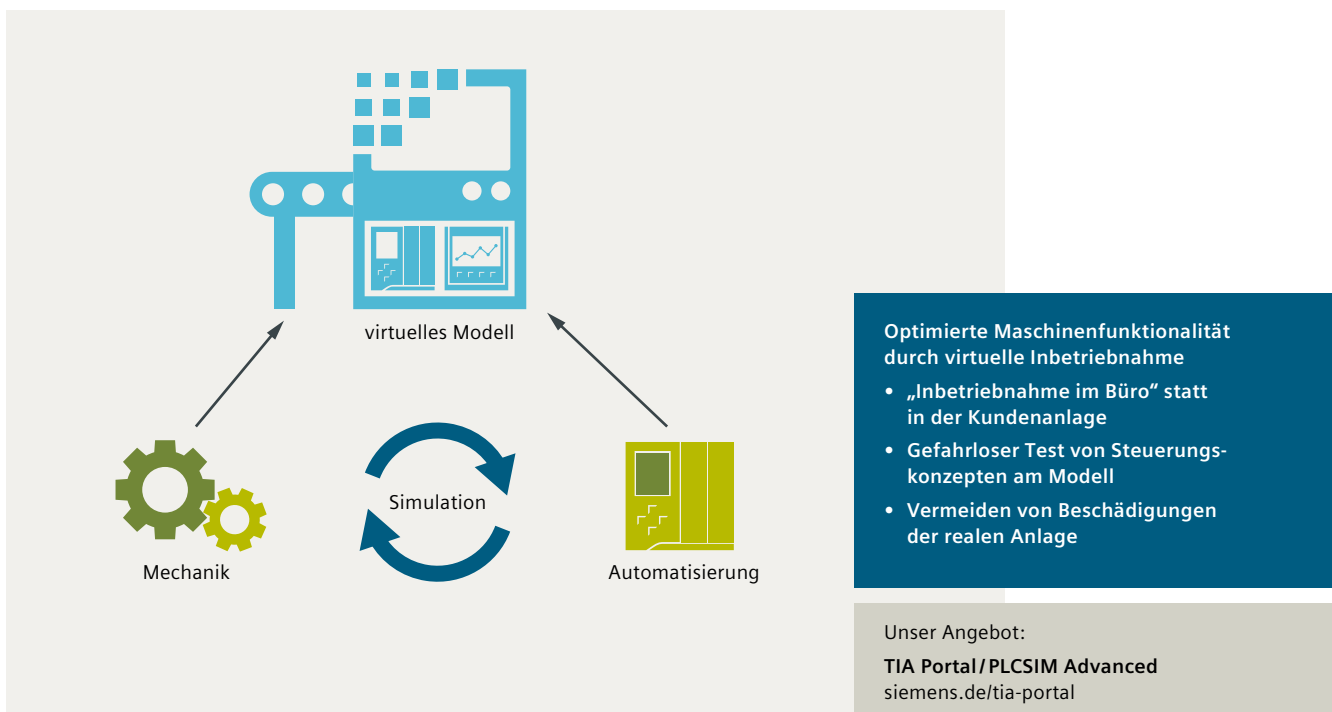 virtuelles Modell
Simulation
Mechanik
Automatisierung
Optimierte Maschinenfunktionalität
durch virtuelle Inbetriebnahme
• „Inbetriebnahme im Büro“ statt
in der Kundenanlage
• Gefahrloser Test von Steuerungs-
konzepten am Modell
• Vermeiden von Beschädigungen
der realen Anlage
Unser Angebot:
TIA Portal/PLCSIM Advanced
siemens.de/tia-portal